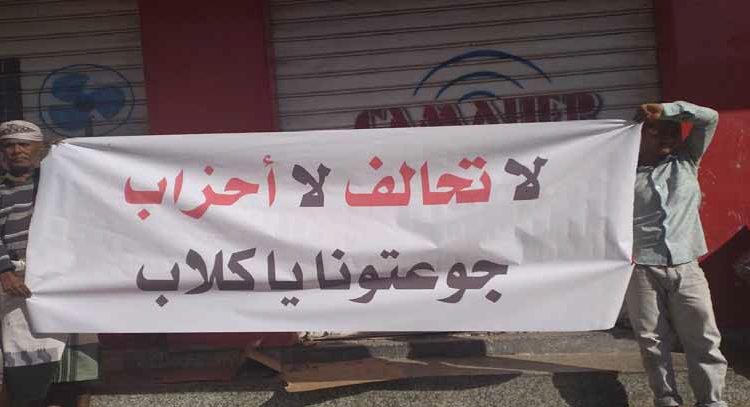 لا تحالف لا أحزاب
جوعتونا يا كلاب